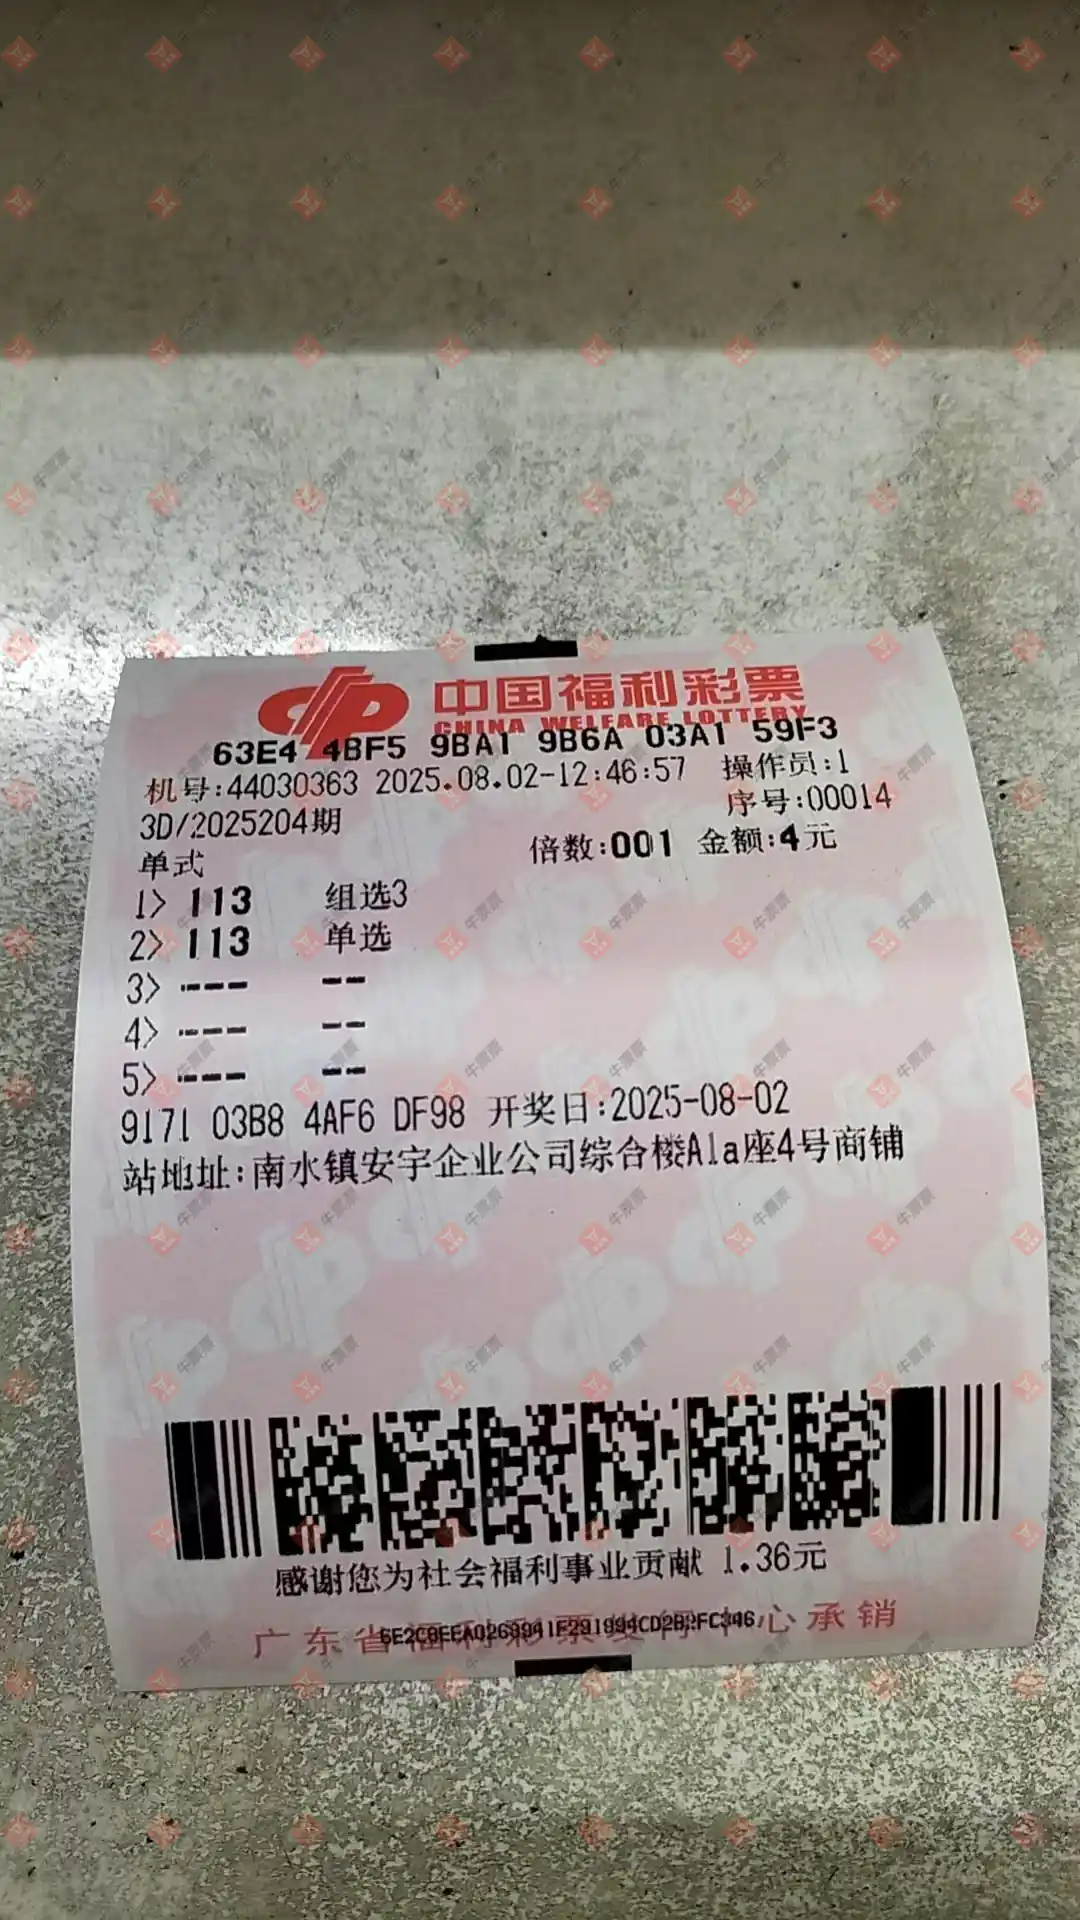 中国福利彩票
CHINA WELFARE LOTTERY
63E4 4BF5 9BA1 9B6A 03A1 59F3
机号:44030363 2025.08.02-12:46:57 操作员:1
序号:00014
3D/2025204期
单式 倍数:001 金额:4元
1> 113 组选3
2> 113 单选
3> --- --
4> --- --
5> --- --
9171 03B8 4AF6 DF98 开奖日:2025-08-02
站地址:南水镇安宇企业公司综合楼A1a座4号商铺
感谢您为社会福利事业贡献 1.36元
广东省福利彩票发行中心承销
牛票票